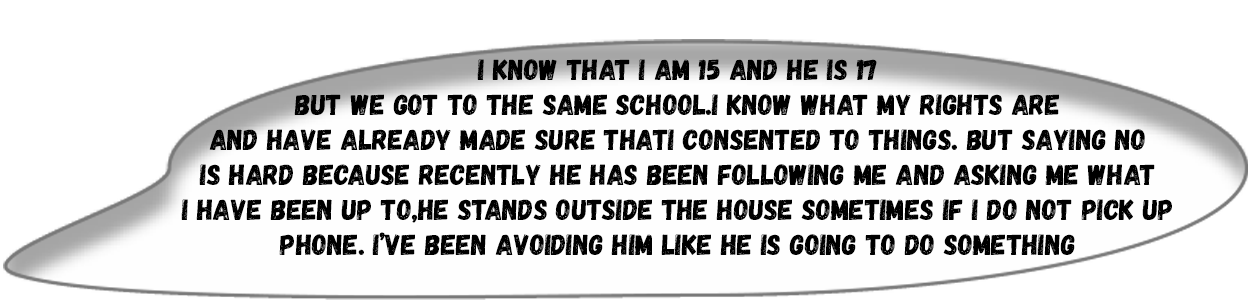 I KNOW THAT I AM 15 AND HE IS 17
BUT WE GOT TO THE SAME SCHOOL.I KNOW WHAT MY RIGHTS ARE
AND HAVE ALREADY MADE SURE THATI CONSENTED TO THINGS. BUT SAYING NO
IS HARD BECAUSE RECENTLY HE HAS BEEN FOLLOWING ME AND ASKING ME WHAT
I HAVE BEEN UP TO,HE STANDS OUTSIDE THE HOUSE SOMETIMES IF I DO NOT PICK UP
PHONE. I'VE BEEN AVOIDING HIM LIKE HE IS GOING TO DO SOMETHING